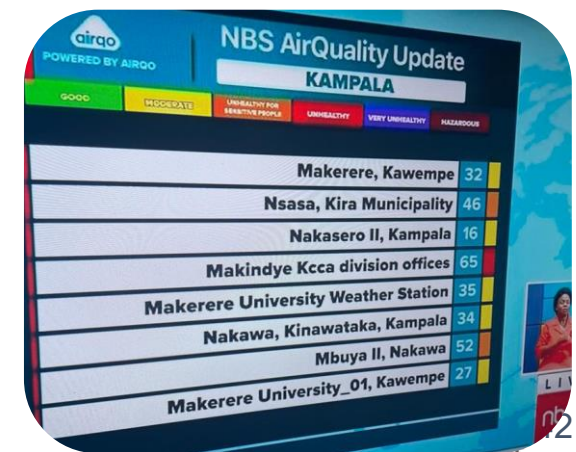 airqo
POWERED BY AIRQO
NBS AirQuality Update
KAMPALA
GOOD
MODERATE
UNHEALTHY FOR
SENSITIVE PEOPLE
UNHEALTHY
VERY UNHEALTHY
HAZARDOUS
Makerere, Kawempe 32
Nsasa, Kira Municipality 46
Nakasero II, Kampala 16
Makindye Kcca division offices 65
Makerere University Weather Station 35
Nakawa, Kinawataka, Kampala 34
Mbuya II, Nakawa 52
Makerere University_01, Kawempe 27